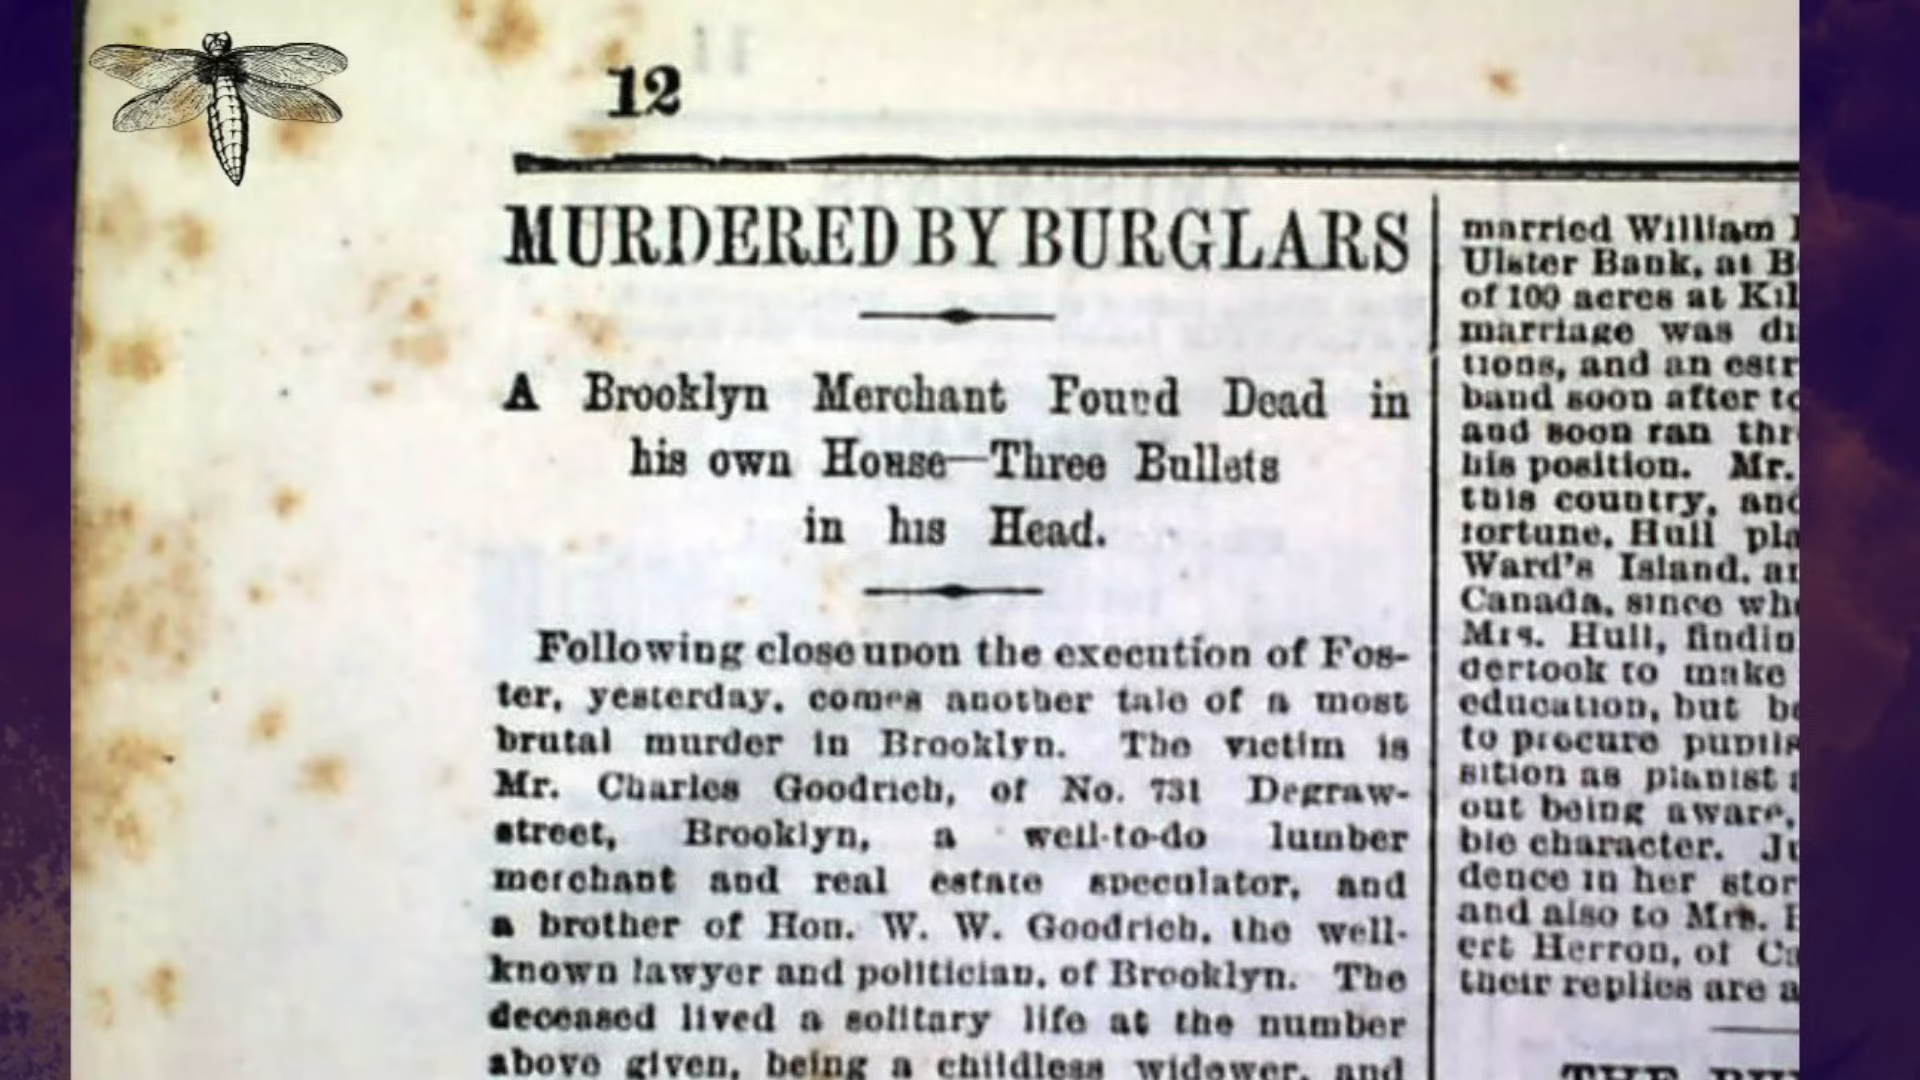 12
MURDERED BY BURGLARS
A Brooklyn Merchant Found Dead in
his own House—Three Bullets
in his Head.
Following close upon the execution of Fos-
ter, yesterday, comes another tale of a most
brutal murder in Brooklyn. The victim is
Mr. Charles Goodrich, of No. 731 Degraw-
street, Brooklyn, a well-to-do lumber
merchant and real estate speculator, and
a brother of Hon. W. W. Goodrich, the well-
known lawyer and politician, of Brooklyn. The
deceased lived a solitary life at the number
above given, being a childless widower, and
married William
Ulster Bank, at
of 100 acres at
marriage was
tions, and an
band soon after
and soon ran
his position. Mr.
this country, and
fortune, Hull
Ward's Island,
Canada, since
Mrs. Hull,
dertook to make
education, but
to procure pupils
sition as pianist
out being aware,
ble character.
dence in her
and also to Mrs.
ert Herron, of
their replies are
THE